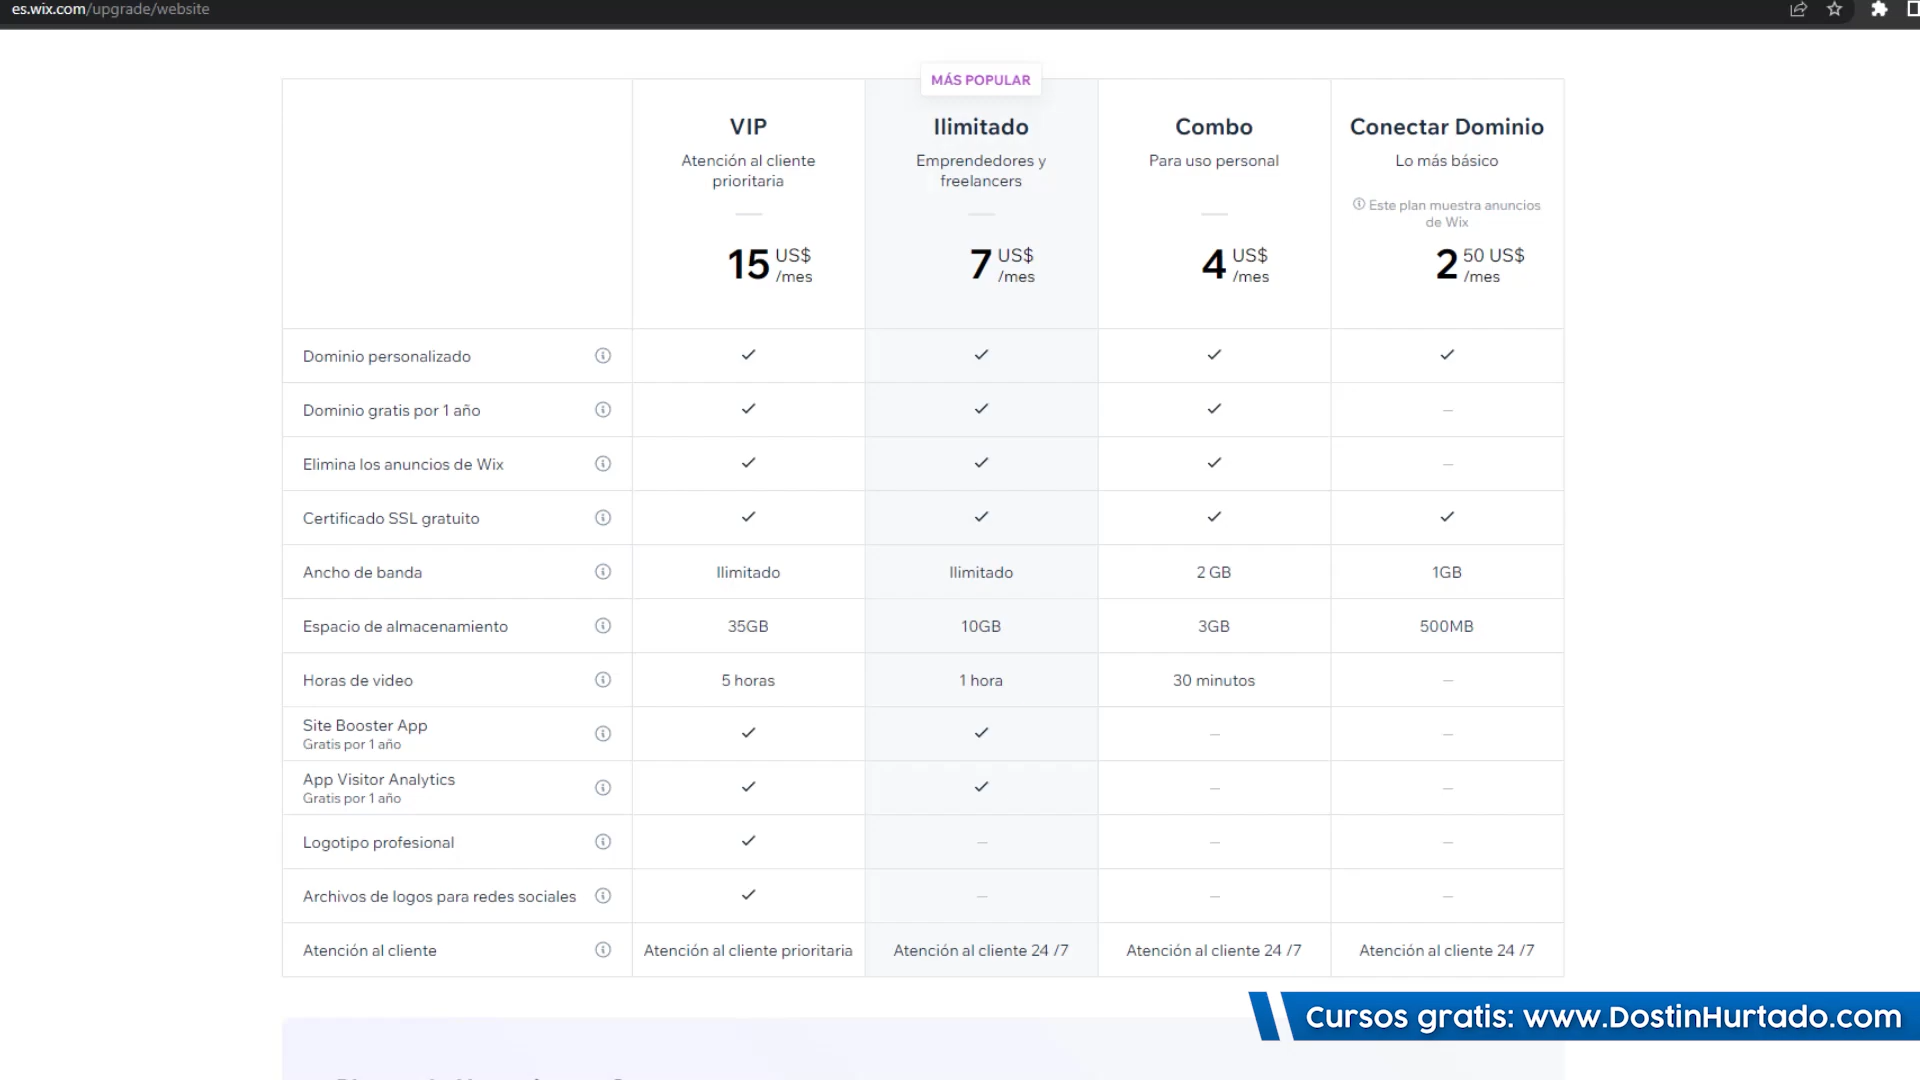 es.wix.com/upgrade/website
MÁS POPULAR
VIP
Atención al cliente
prioritaria
15 US$
/mes
Ilimitado
Emprendedores y
freelancers
7 US$
/mes
Combo
Para uso personal
4 US$
/mes
Conectar Dominio
Lo más básico
Este plan muestra anuncios
de Wix
2 50 US$
/mes
Dominio personalizado
Dominio gratis por 1 año
Elimina los anuncios de Wix
Certificado SSL gratuito
Ancho de banda Ilimitado Ilimitado 2 GB 1GB
Espacio de almacenamiento 35GB 10GB 3GB 500MB
Horas de video 5 horas 1 hora 30 minutos
Site Booster App
Gratis por 1 año
App Visitor Analytics
Gratis por 1 año
Logotipo profesional
Archivos de logos para redes sociales
Atención al cliente Atención al cliente prioritaria Atención al cliente 24 /7 Atención al cliente 24 /7 Atención al cliente 24 /7
Cursos gratis: www.DostinHurtado.com